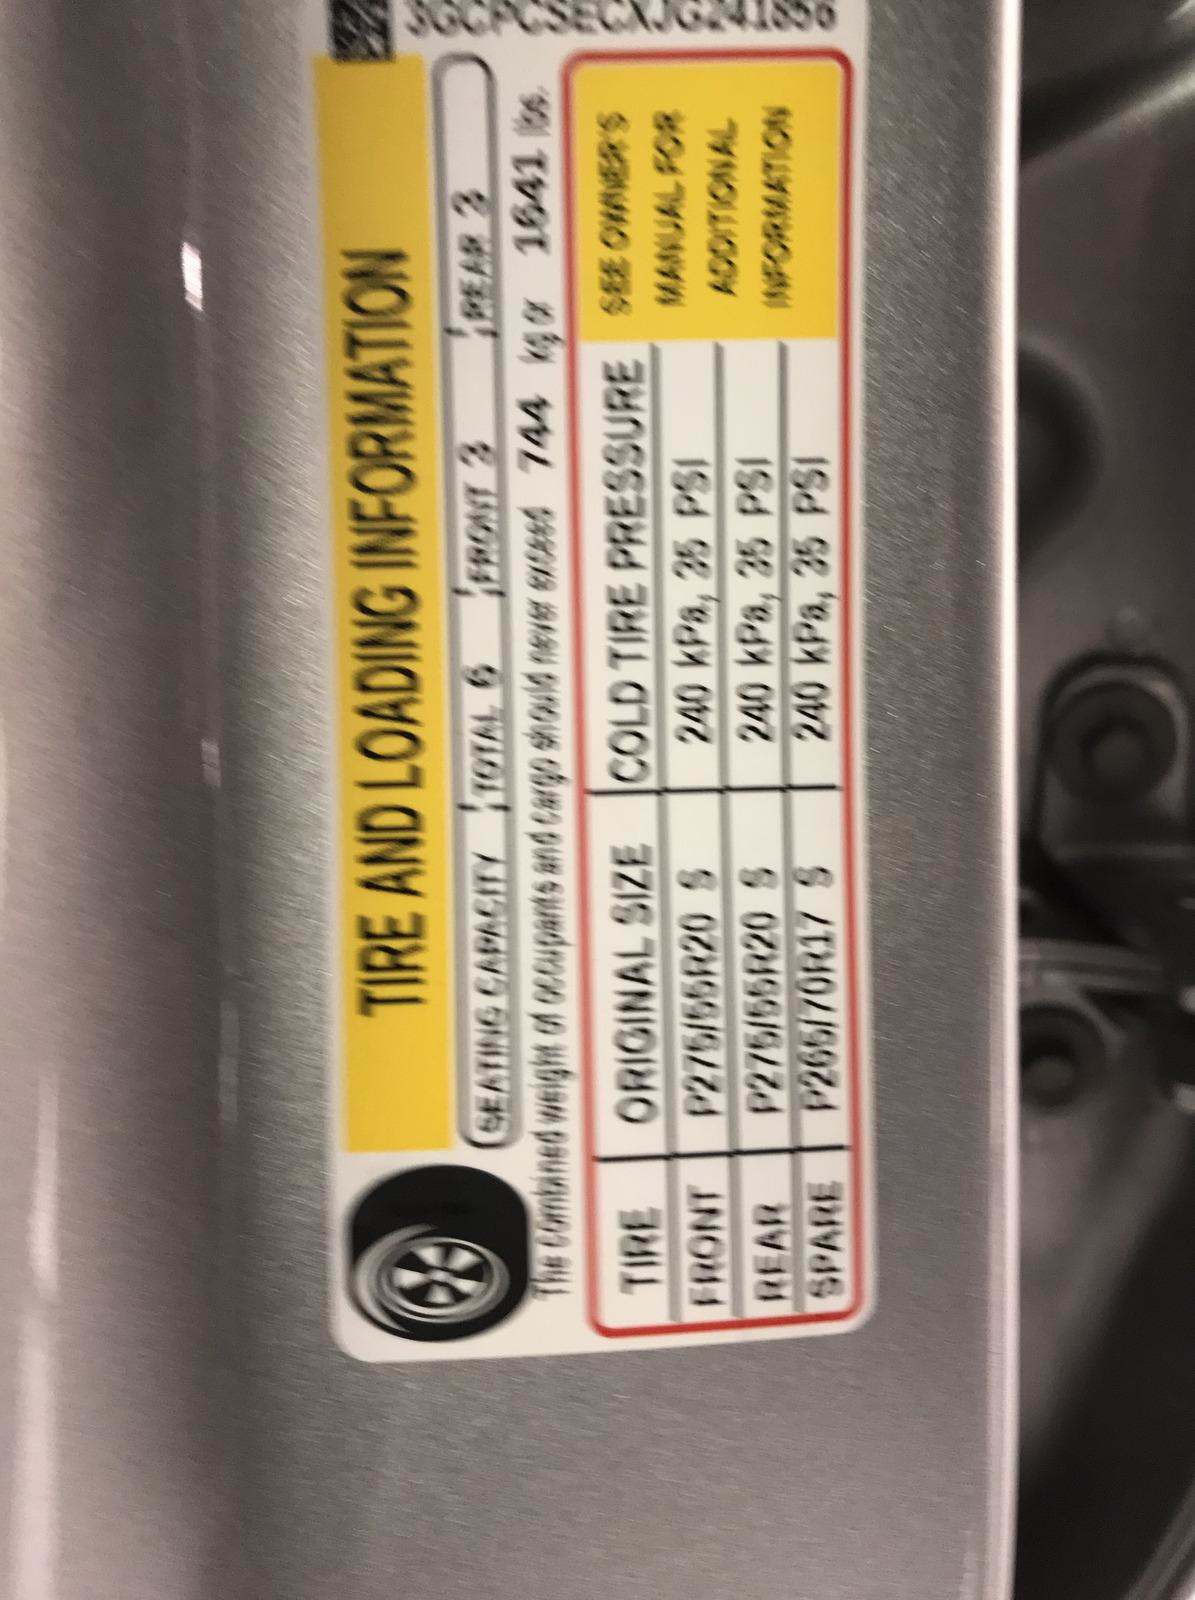 3GCPCSECXJG241856
TIRE AND LOADING INFORMATION
SEATING CAPACITY TOTAL 6 FRONT 3 REAR 3
The combined weight of occupants and cargo should never exceed 744 kg or 1641 lbs.
TIRE ORIGINAL SIZE COLD TIRE PRESSURE
FRONT P275/55R20 S 240 kPa, 35 PSI
REAR P275/55R20 S 240 kPa, 35 PSI
SPARE P265/70R17 S 240 kPa, 35 PSI
SEE OWNER'S
MANUAL FOR
ADDITIONAL
INFORMATION